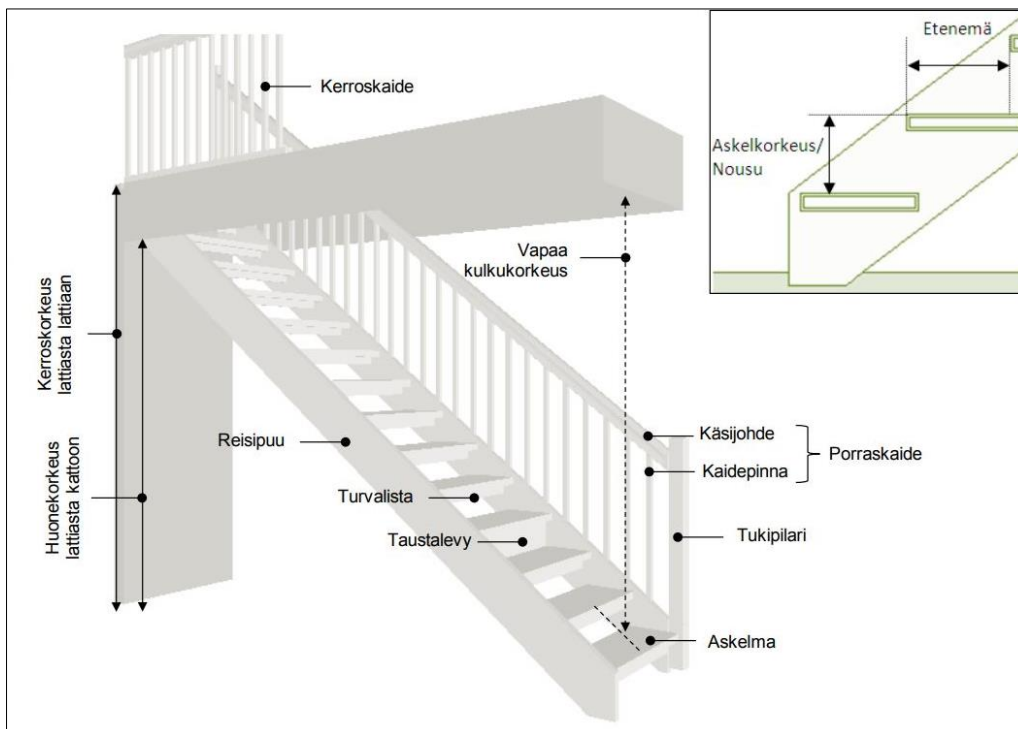 Kerroskaide
Etenemä
Askelkorkeus/
Nousu
Vapaa
kulkukorkeus
Kerroskorkeus
lattiasta lattiaan
Huonekorkeus
lattiasta kattoon
Reisipuu
Käsijohde
Kaidepinna
Porraskaide
Turvalista
Taustalevy
Tukipilari
Askelma